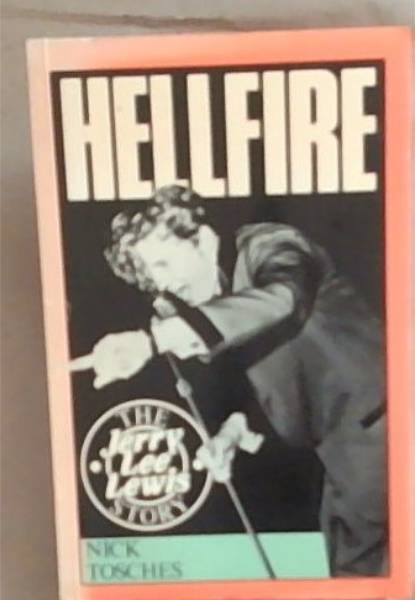 HELLFIRE
THE
Jerry
Lee
Lewis
STORY
NICK
TOSCHES